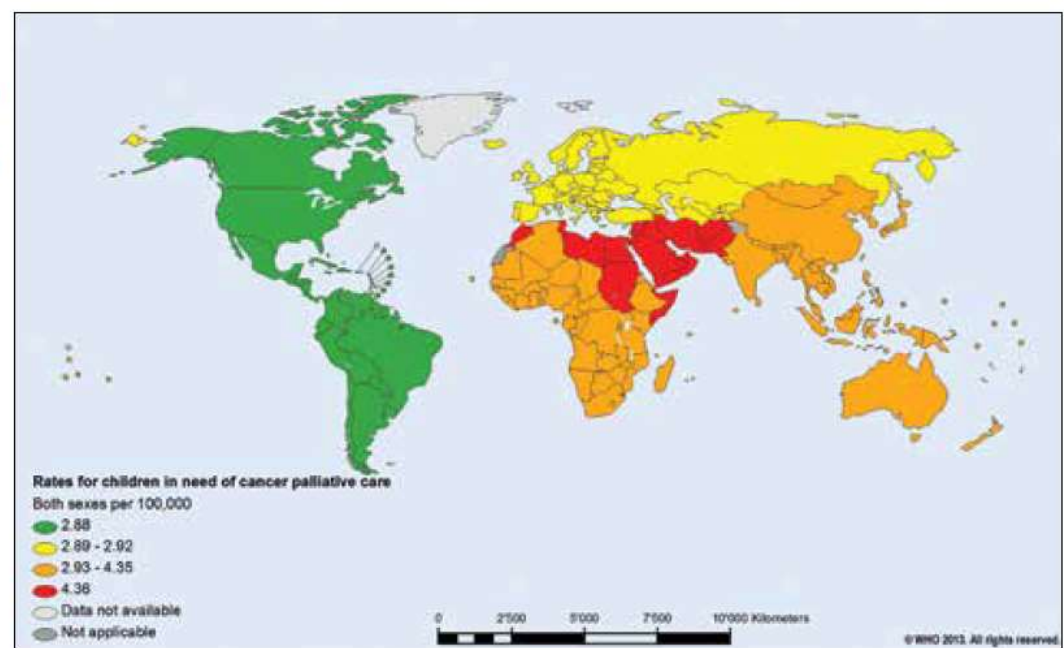 Rates for children in need of cancer palliative care
Both sexes per 100,000
2.88
2.89 - 2.92
2.93 - 4.35
4.36
Data not available
Not applicable
0 2'500 5'000 7'500 10'000 Kilometers
© WHO 2013. All rights reserved.